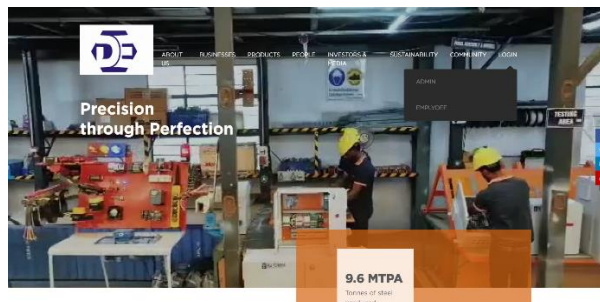 ABOUT US
BUSINESSES
PRODUCTS
PEOPLE
INVESTORS & MEDIA
SUSTAINABILITY
COMMUNITY
LOGIN
ADMIN
EMPLYOEE
Precision
through Perfection
TESTING
AREA
9.6 MTPA
Tonnes of steel